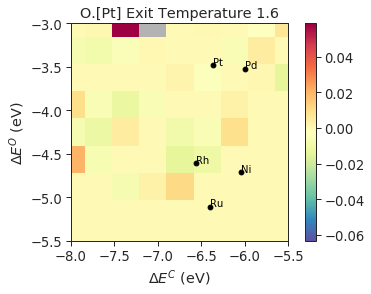 O.[Pt] Exit Temperature 1.6
−3.0
−3.5
−4.0
−4.5
−5.0
−5.5
ΔE^O (eV)
Pt
Pd
Rh
Ni
Ru
−8.0 −7.5 −7.0 −6.5 −6.0 −5.5
ΔE^C (eV)
0.04
0.02
0.00
−0.02
−0.04
−0.06